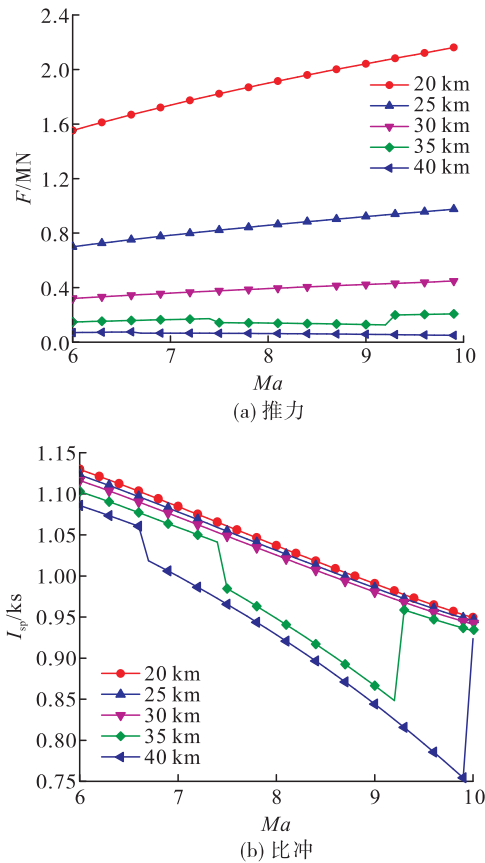 2.4
2.0
1.6
1.2
0.8
0.4
0.0
F/MN
20 km
25 km
30 km
35 km
40 km
6 7 8 9 10
Ma
(a) 推力
1.15
1.10
1.05
1.00
0.95
0.90
0.85
0.80
0.75
Isp/ks
20 km
25 km
30 km
35 km
40 km
6 7 8 9 10
Ma
(b) 比冲